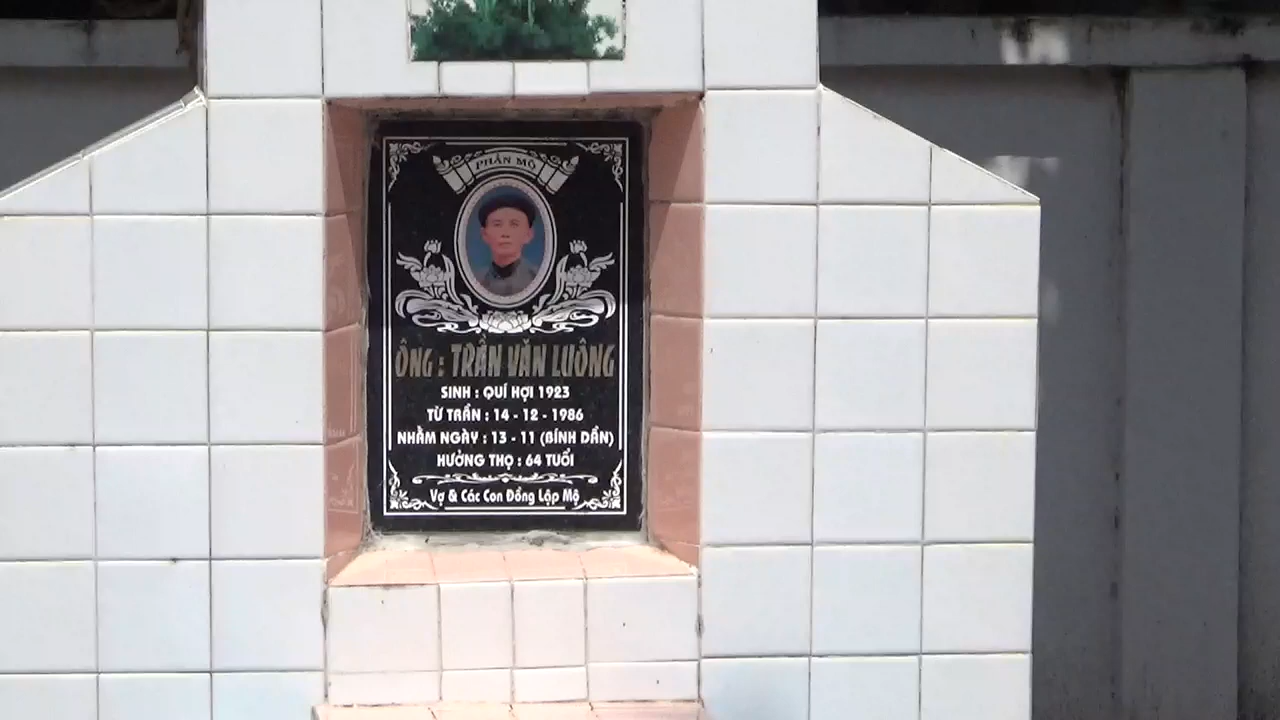 PHẦN MỘ
ÔNG : TRẦN VĂN LUÔNG
SINH : QUÍ HỢI 1923
TỪ TRẦN : 14 - 12 - 1986
NHẰM NGÀY : 13 - 11 (BÍNH DẦN)
HƯỞNG THỌ : 64 TUỔI
Vợ & Các Con Đồng Lập Mộ